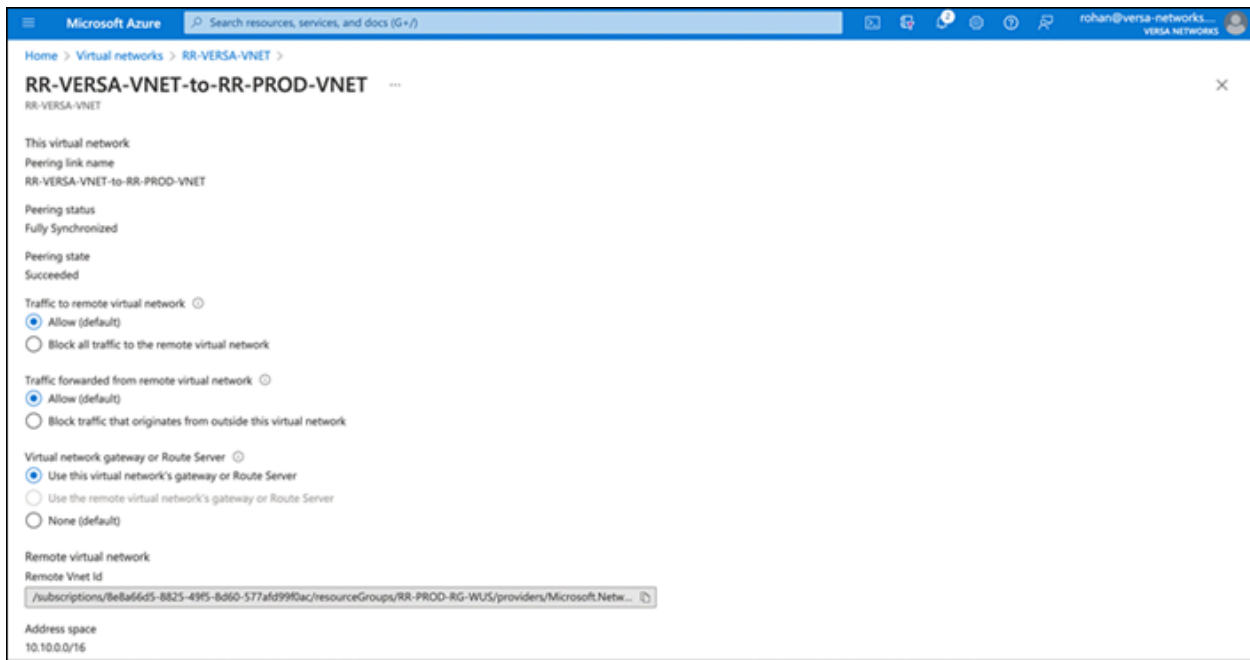 Microsoft Azure
Search resources, services, and docs (G+/)
2
rohan@versa-networks....
VERSA NETWORKS
Home > Virtual networks > RR-VERSA-VNET >
RR-VERSA-VNET-to-RR-PROD-VNET ...
RR-VERSA-VNET
This virtual network
Peering link name
RR-VERSA-VNET-to-RR-PROD-VNET
Peering status
Fully Synchronized
Peering state
Succeeded
Traffic to remote virtual network
Allow (default)
Block all traffic to the remote virtual network
Traffic forwarded from remote virtual network
Allow (default)
Block traffic that originates from outside this virtual network
Virtual network gateway or Route Server
Use this virtual network's gateway or Route Server
Use the remote virtual network's gateway or Route Server
None (default)
Remote virtual network
Remote Vnet Id
/subscriptions/8e8a66d5-8825-49f5-8d60-577afd99f0ac/resourceGroups/RR-PROD-RG-WUS/providers/Microsoft.Netw...
Address space
10.10.0.0/16